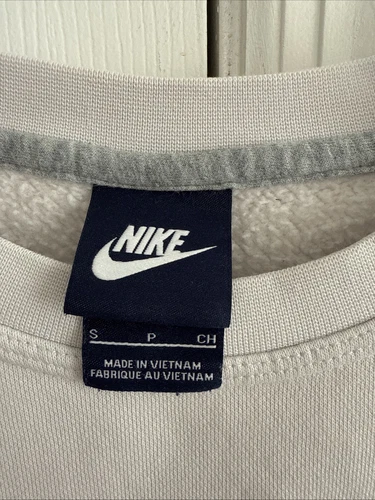 NIKE
S P CH
MADE IN VIETNAM
FABRIQUE AU VIETNAM